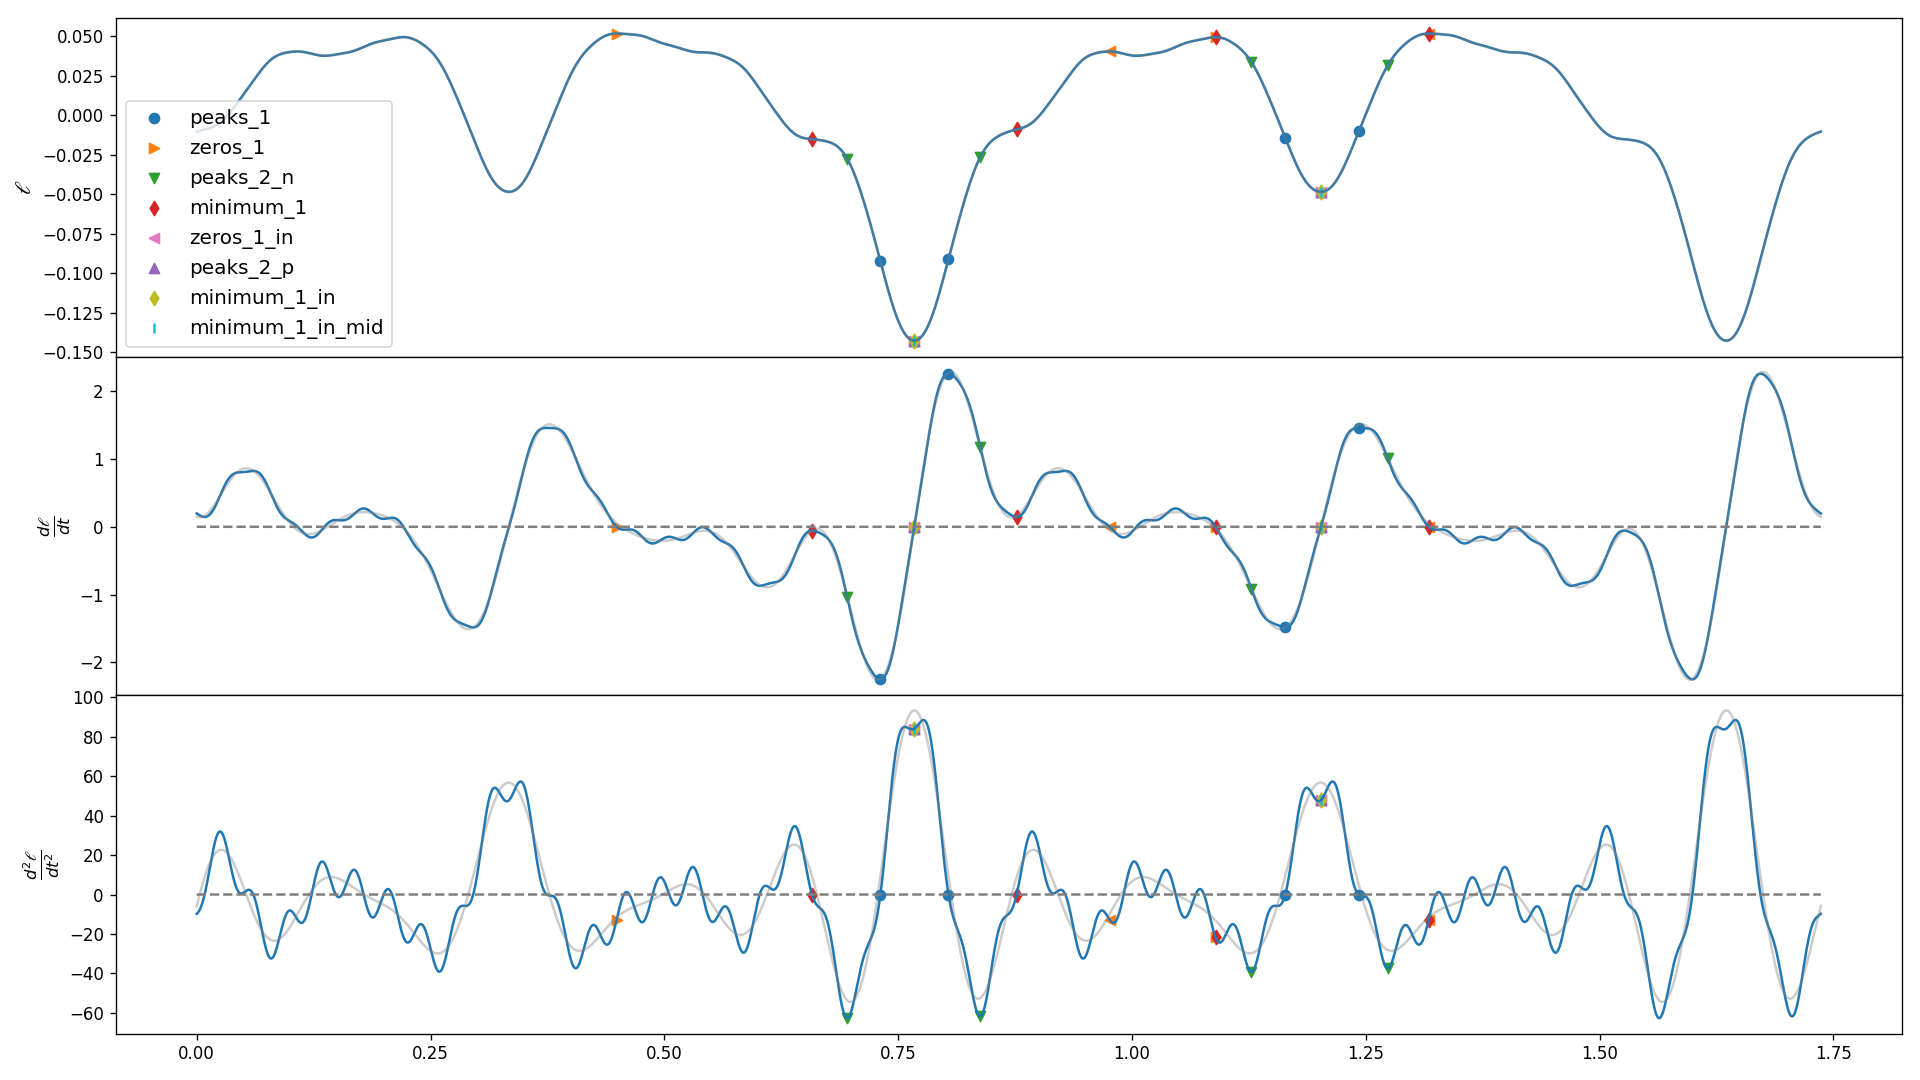 0.050
0.025
0.000
−0.025
−0.050
−0.075
−0.100
−0.125
−0.150
ℓ
peaks_1
zeros_1
peaks_2_n
minimum_1
zeros_1_in
peaks_2_p
minimum_1_in
minimum_1_in_mid
2
1
0
−1
−2
dℓ
dt
100
80
60
40
20
0
−20
−40
−60
d²ℓ
dt²
0.00 0.25 0.50 0.75 1.00 1.25 1.50 1.75